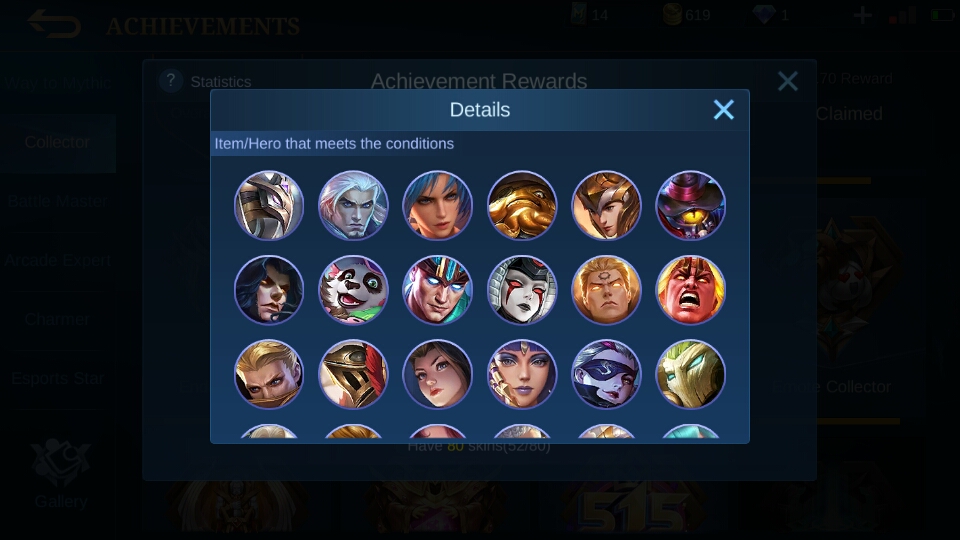 ACHIEVEMENTS
14
619
1
Way to Mythic
? Statistics
Achievement Rewards
70 Reward
Details
Claimed
Collector
Item/Hero that meets the conditions
Battle Master
Arcade Expert
Charmer
Esports Star
Collector
Have 80 skins(52/80)
Gallery
515